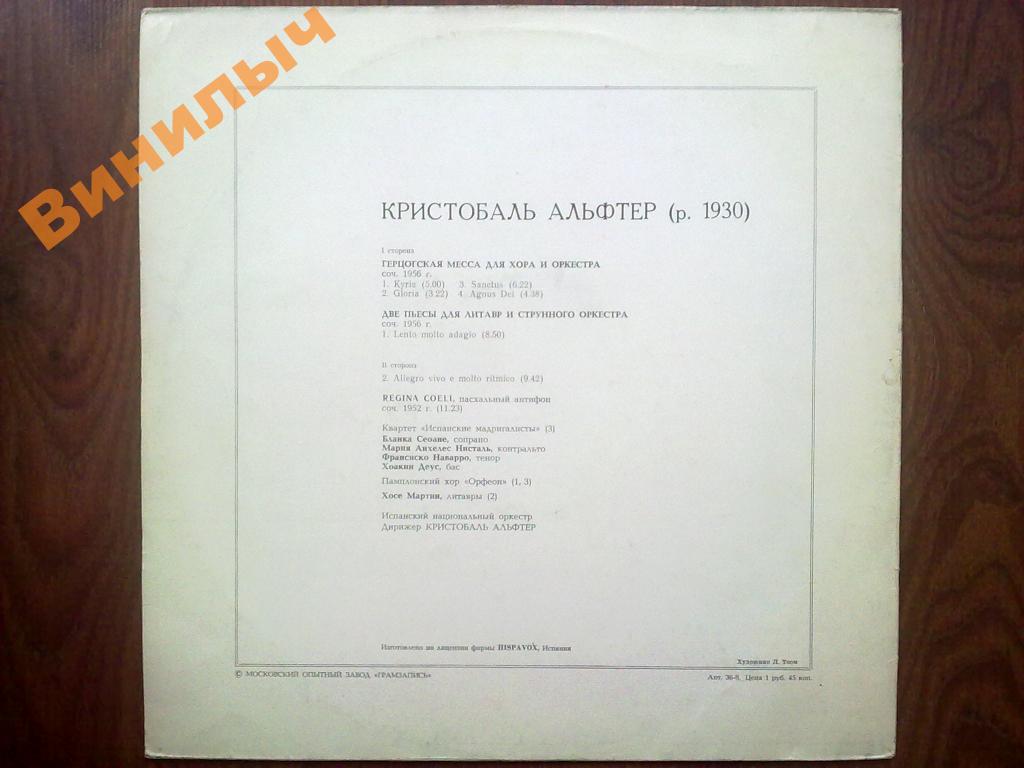 Винилыч
КРИСТОБАЛЬ АЛЬФТЕР (р. 1930)
I сторона
ГЕРЦОГСКАЯ МЕССА ДЛЯ ХОРА И ОРКЕСТРА
соч. 1956 г.
1. Kyrie (5.00) 3. Sanctus (6.22)
2. Gloria (3.22) 4. Agnus Dei (4.38)
ДВЕ ПЬЕСЫ ДЛЯ ЛИТАВР И СТРУННОГО ОРКЕСТРА
соч. 1956 г.
1. Lento molto adagio (8.50)
II сторона
2. Allegro vivo e molto ritmico (9.42)
REGINA COELI, пасхальный антифон
соч. 1952 г. (11.23)
Квартет «Испанские мадригалисты» (3)
Бланка Сеоане, сопрано
Мария Анхелес Нисталь, контральто
Франсиско Наварро, тенор
Хоакин Деус, бас
Памплонский хор «Орфеон» (1, 3)
Хосе Мартин, литавры (2)
Испанский национальный оркестр
Дирижер КРИСТОБАЛЬ АЛЬФТЕР
Изготовлено по лицензии фирмы HISPAVOX, Испания
Художник Л. Тоом
© МОСКОВСКИЙ ОПЫТНЫЙ ЗАВОД «ГРАМЗАПИСЬ»
Арт. 36-8. Цена 1 руб. 45 коп.